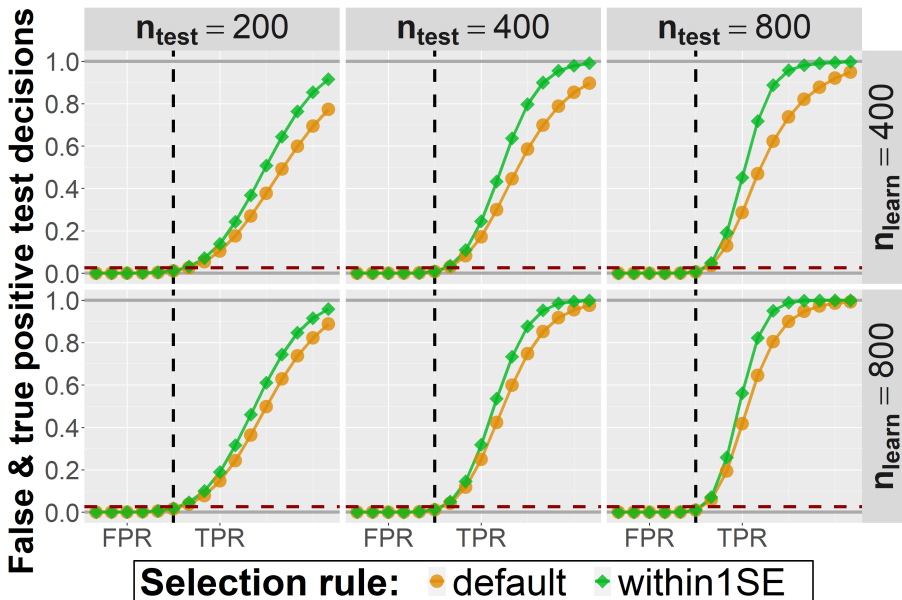 n_test = 200
n_test = 400
n_test = 800
False & true positive test decisions
1.0
0.8
0.6
0.4
0.2
0.0
n_learn = 400
1.0
0.8
0.6
0.4
0.2
0.0
n_learn = 800
FPR TPR
FPR TPR
FPR TPR
Selection rule: default within1SE